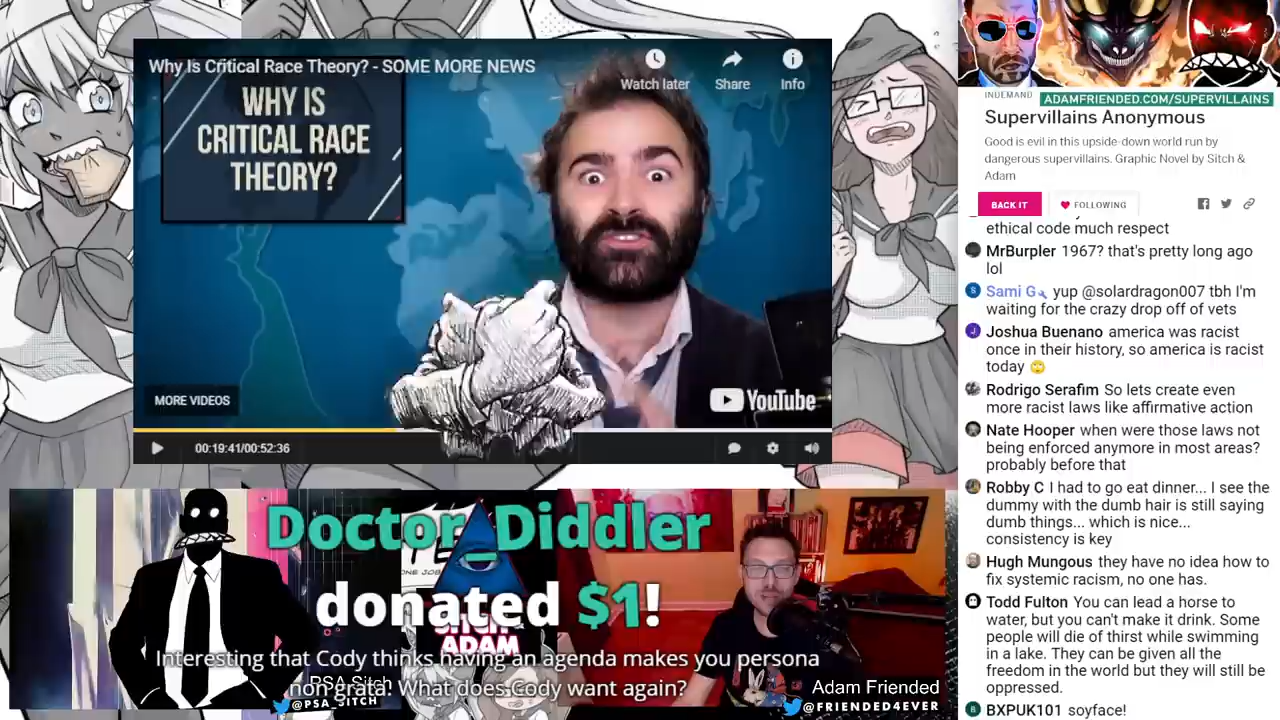 Why Is Critical Race Theory? - SOME MORE NEWS
Watch later
Share
Info
WHY IS
CRITICAL RACE
THEORY?
MORE VIDEOS
YouTube
00:19:41/00:52:36
Doctor_Diddler
donated $1!
Interesting that Cody thinks having an agenda makes you persona
non grata! What does Cody want again?
ONE JOB
SITCH
ADAM
PSA Sitch
@PSA_SITCH
Adam Friended
@FRIENDED4EVER
INDEMAND
ADAMFRIENDED.COM/SUPERVILLAINS
Supervillains Anonymous
Good is evil in this upside-down world run by
dangerous supervillains. Graphic Novel by Sitch &
Adam
BACK IT
FOLLOWING
ethical code much respect
MrBurpler 1967? that's pretty long ago
lol
Sami G yup @solardragon007 tbh I'm
waiting for the crazy drop off of vets
Joshua Buenano america was racist
once in their history, so america is racist
today 🙄
Rodrigo Serafim So lets create even
more racist laws like affirmative action
Nate Hooper when were those laws not
being enforced anymore in most areas?
probably before that
Robby C I had to go eat dinner... I see the
dummy with the dumb hair is still saying
dumb things... which is nice...
consistency is key
Hugh Mungous they have no idea how to
fix systemic racism, no one has.
Todd Fulton You can lead a horse to
water, but you can't make it drink. Some
people will die of thirst while swimming
in a lake. They can be given all the
freedom in the world but they will still be
oppressed.
BXPUK101 soyface!